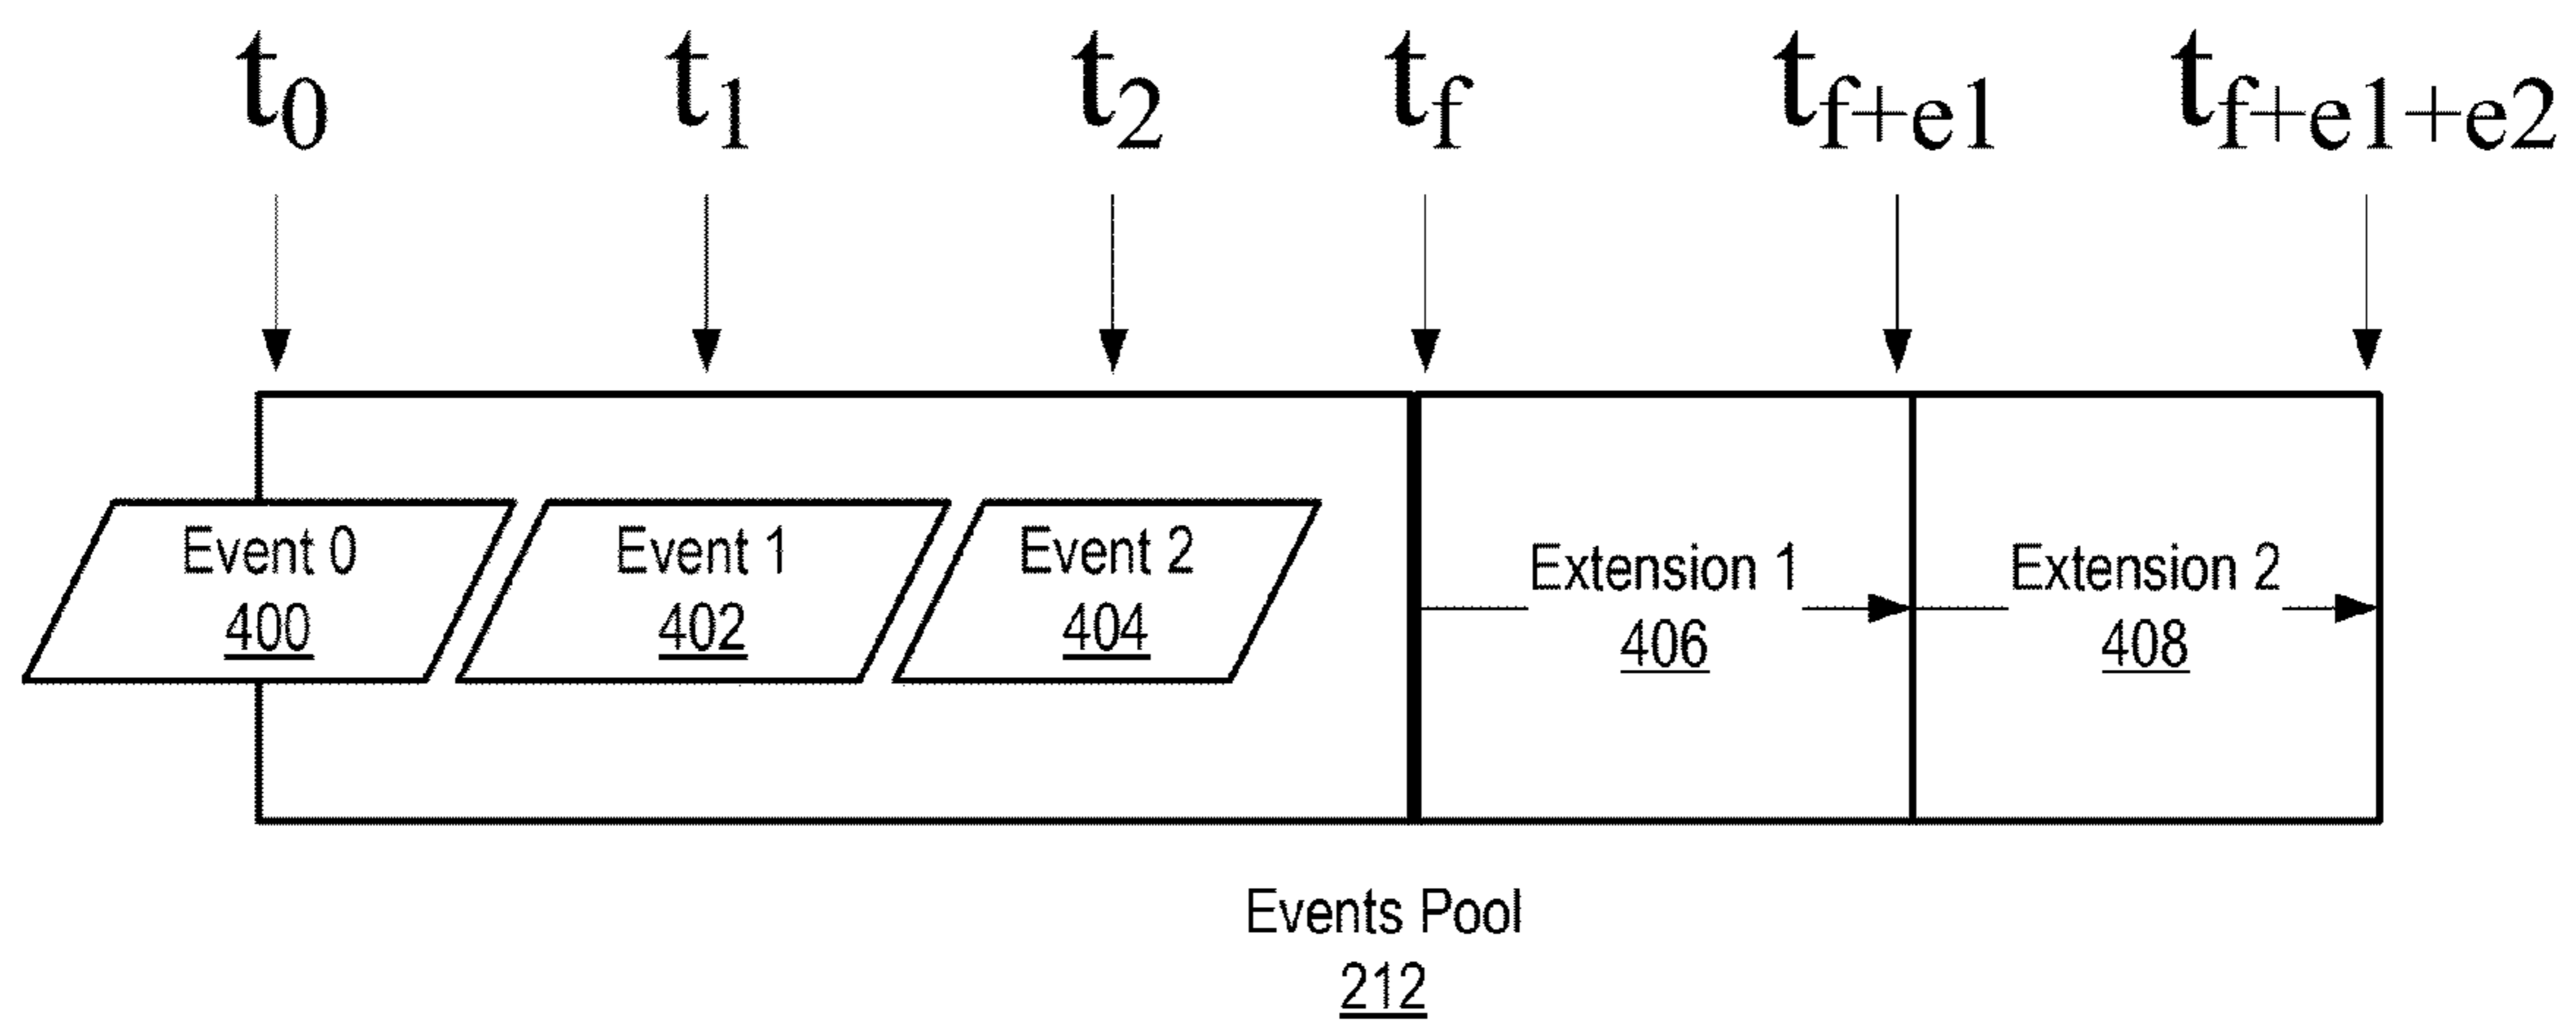 t0 t1 t2 tf tf+e1 tf+e1+e2
Event 0
400
Event 1
402
Event 2
404
Extension 1
406
Extension 2
408
Events Pool
212